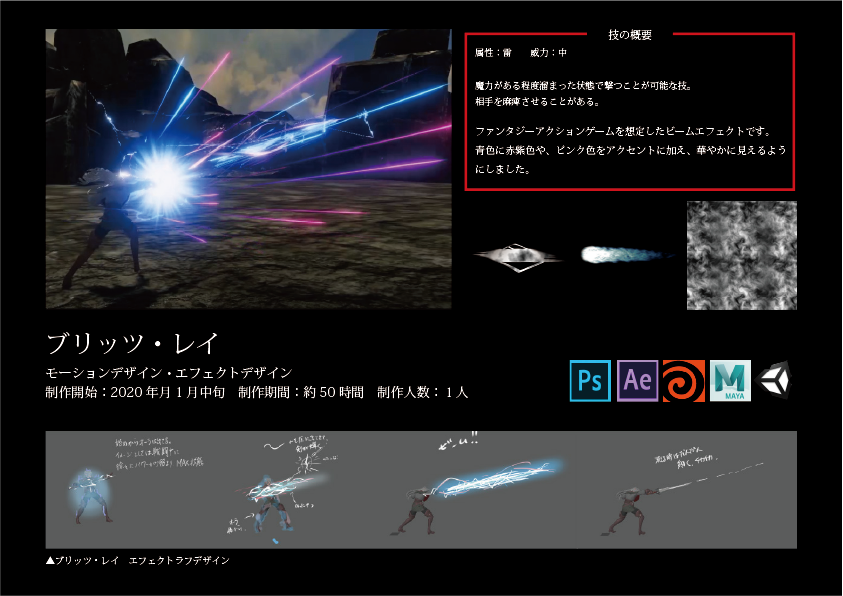 技の概要
属性：雷　威力：中
魔力がある程度溜まった状態で撃つことが可能な技。
相手を麻痺させることがある。
ファンタジーアクションゲームを想定したビームエフェクトです。
青色に赤紫色や、ピンク色をアクセントに加え、華やかに見えるよう
にしました。
ブリッツ・レイ
モーションデザイン・エフェクトデザイン
制作開始：2020 年月 1 月中旬　制作期間：約 50 時間　制作人数：1 人
Ps
Ae
MAYA
▲ブリッツ・レイ　エフェクトラフデザイン